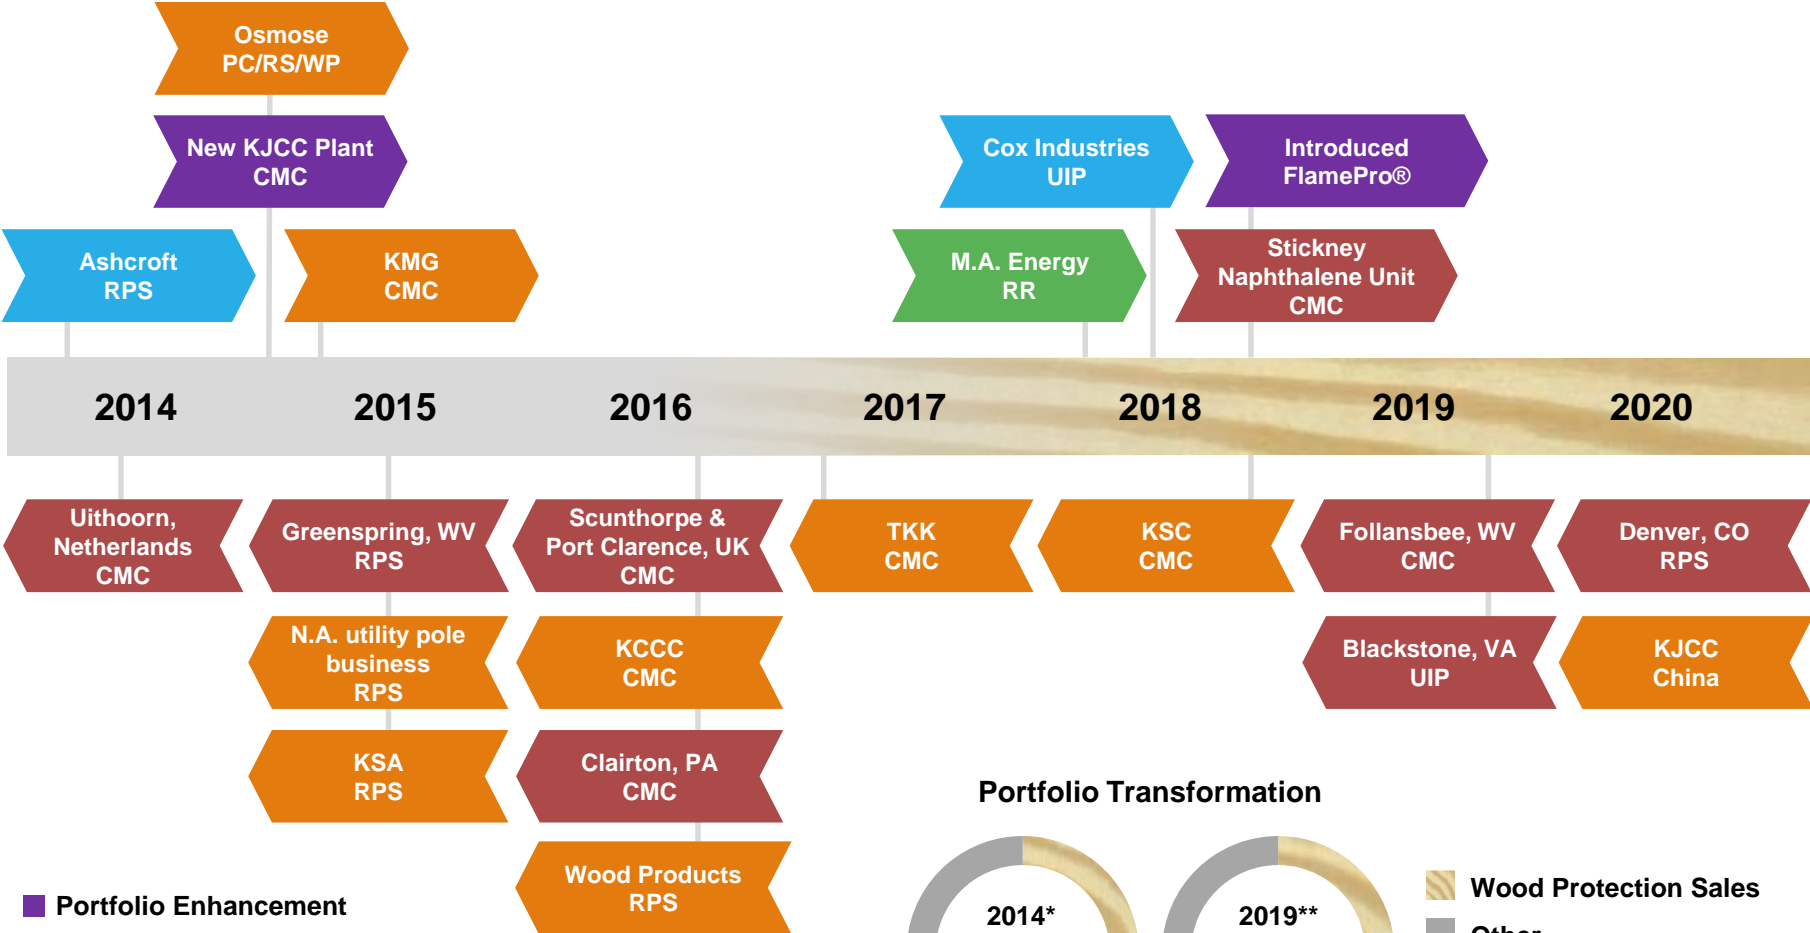 Osmose
PC/RS/WP
New KJCC Plant
CMC
Cox Industries
UIP
Introduced
FlamePro®
Ashcroft
RPS
KMG
CMC
M.A. Energy
RR
Stickney
Naphthalene Unit
CMC
2014
2015
2016
2017
2018
2019
2020
Uithoorn,
Netherlands
CMC
Greenspring, WV
RPS
Scunthorpe &
Port Clarence, UK
CMC
TKK
CMC
KSC
CMC
Follansbee, WV
CMC
Denver, CO
RPS
N.A. utility pole
business
RPS
KCCC
CMC
Blackstone, VA
UIP
KJCC
China
KSA
RPS
Clairton, PA
CMC
Wood Products
RPS
Portfolio Enhancement
Portfolio Transformation
2014*
2019**
Wood Protection Sales
Other